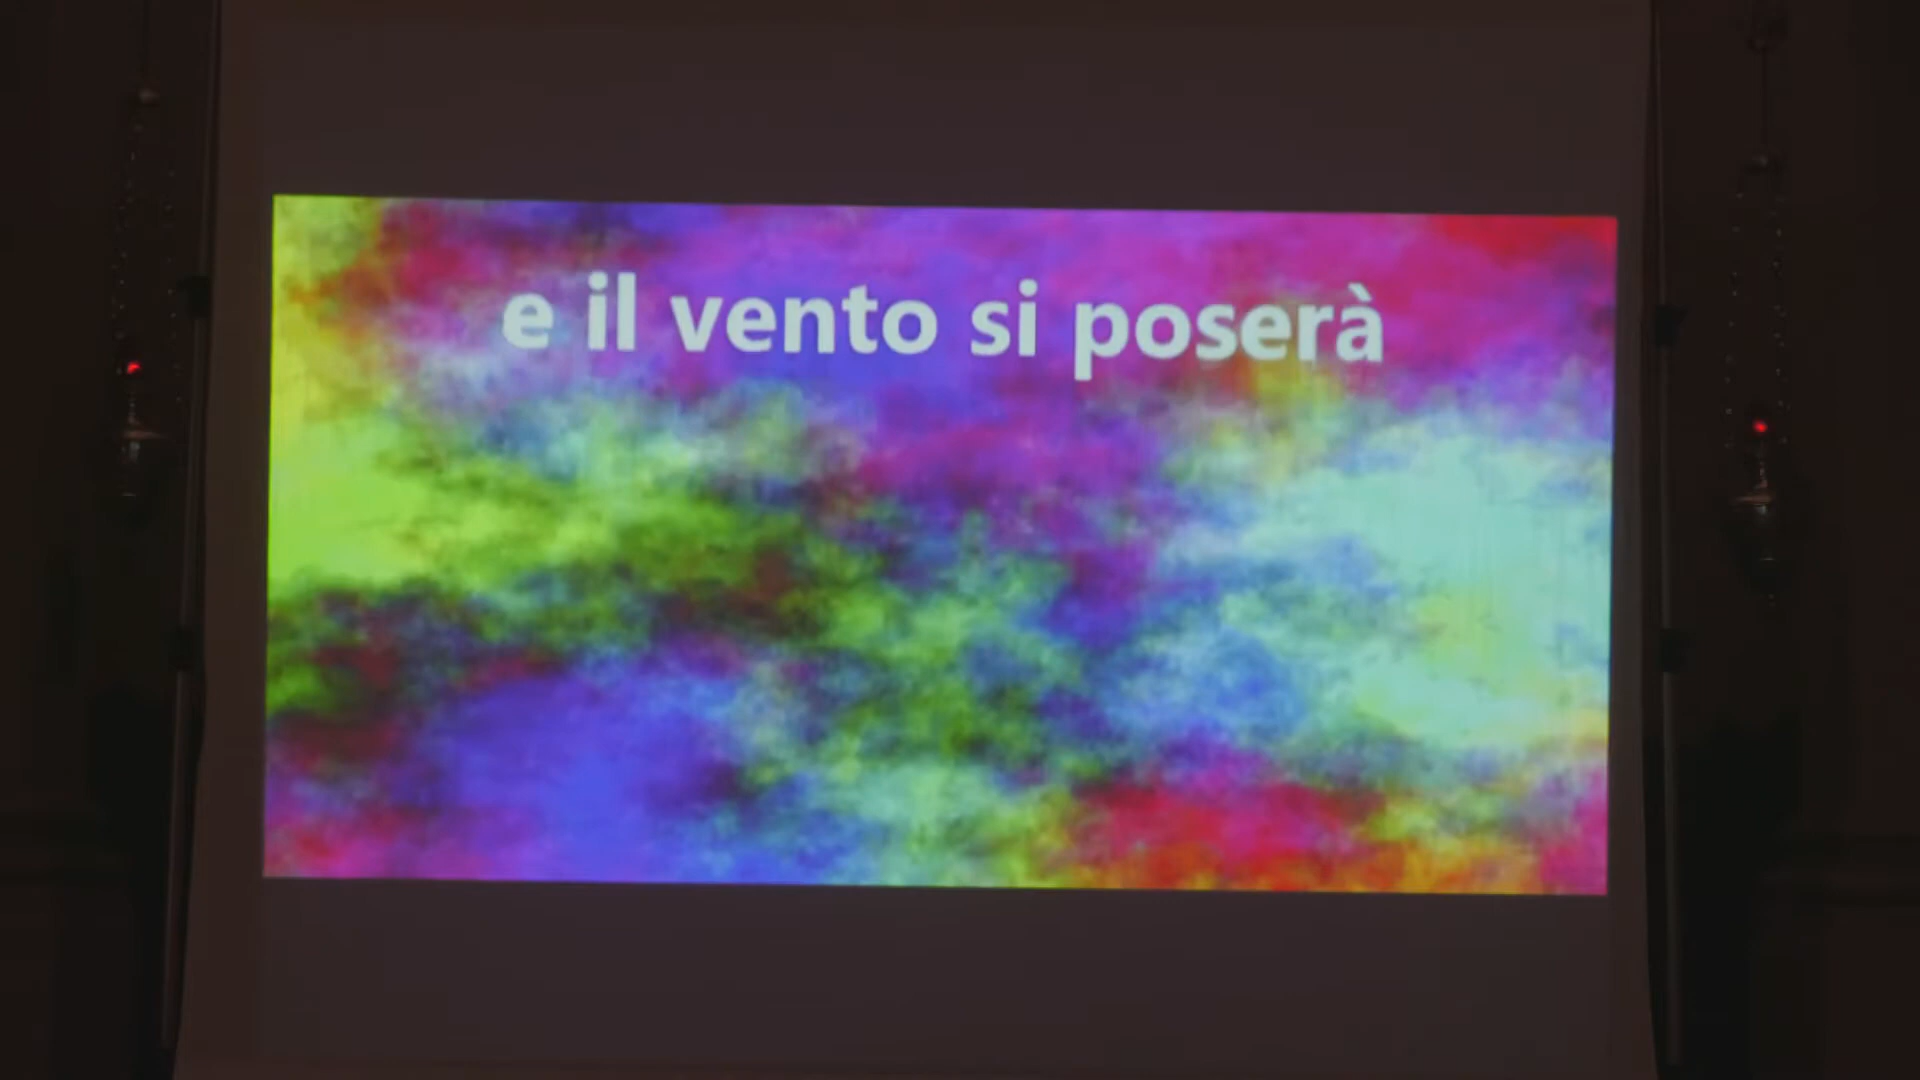 e il vento si poserà